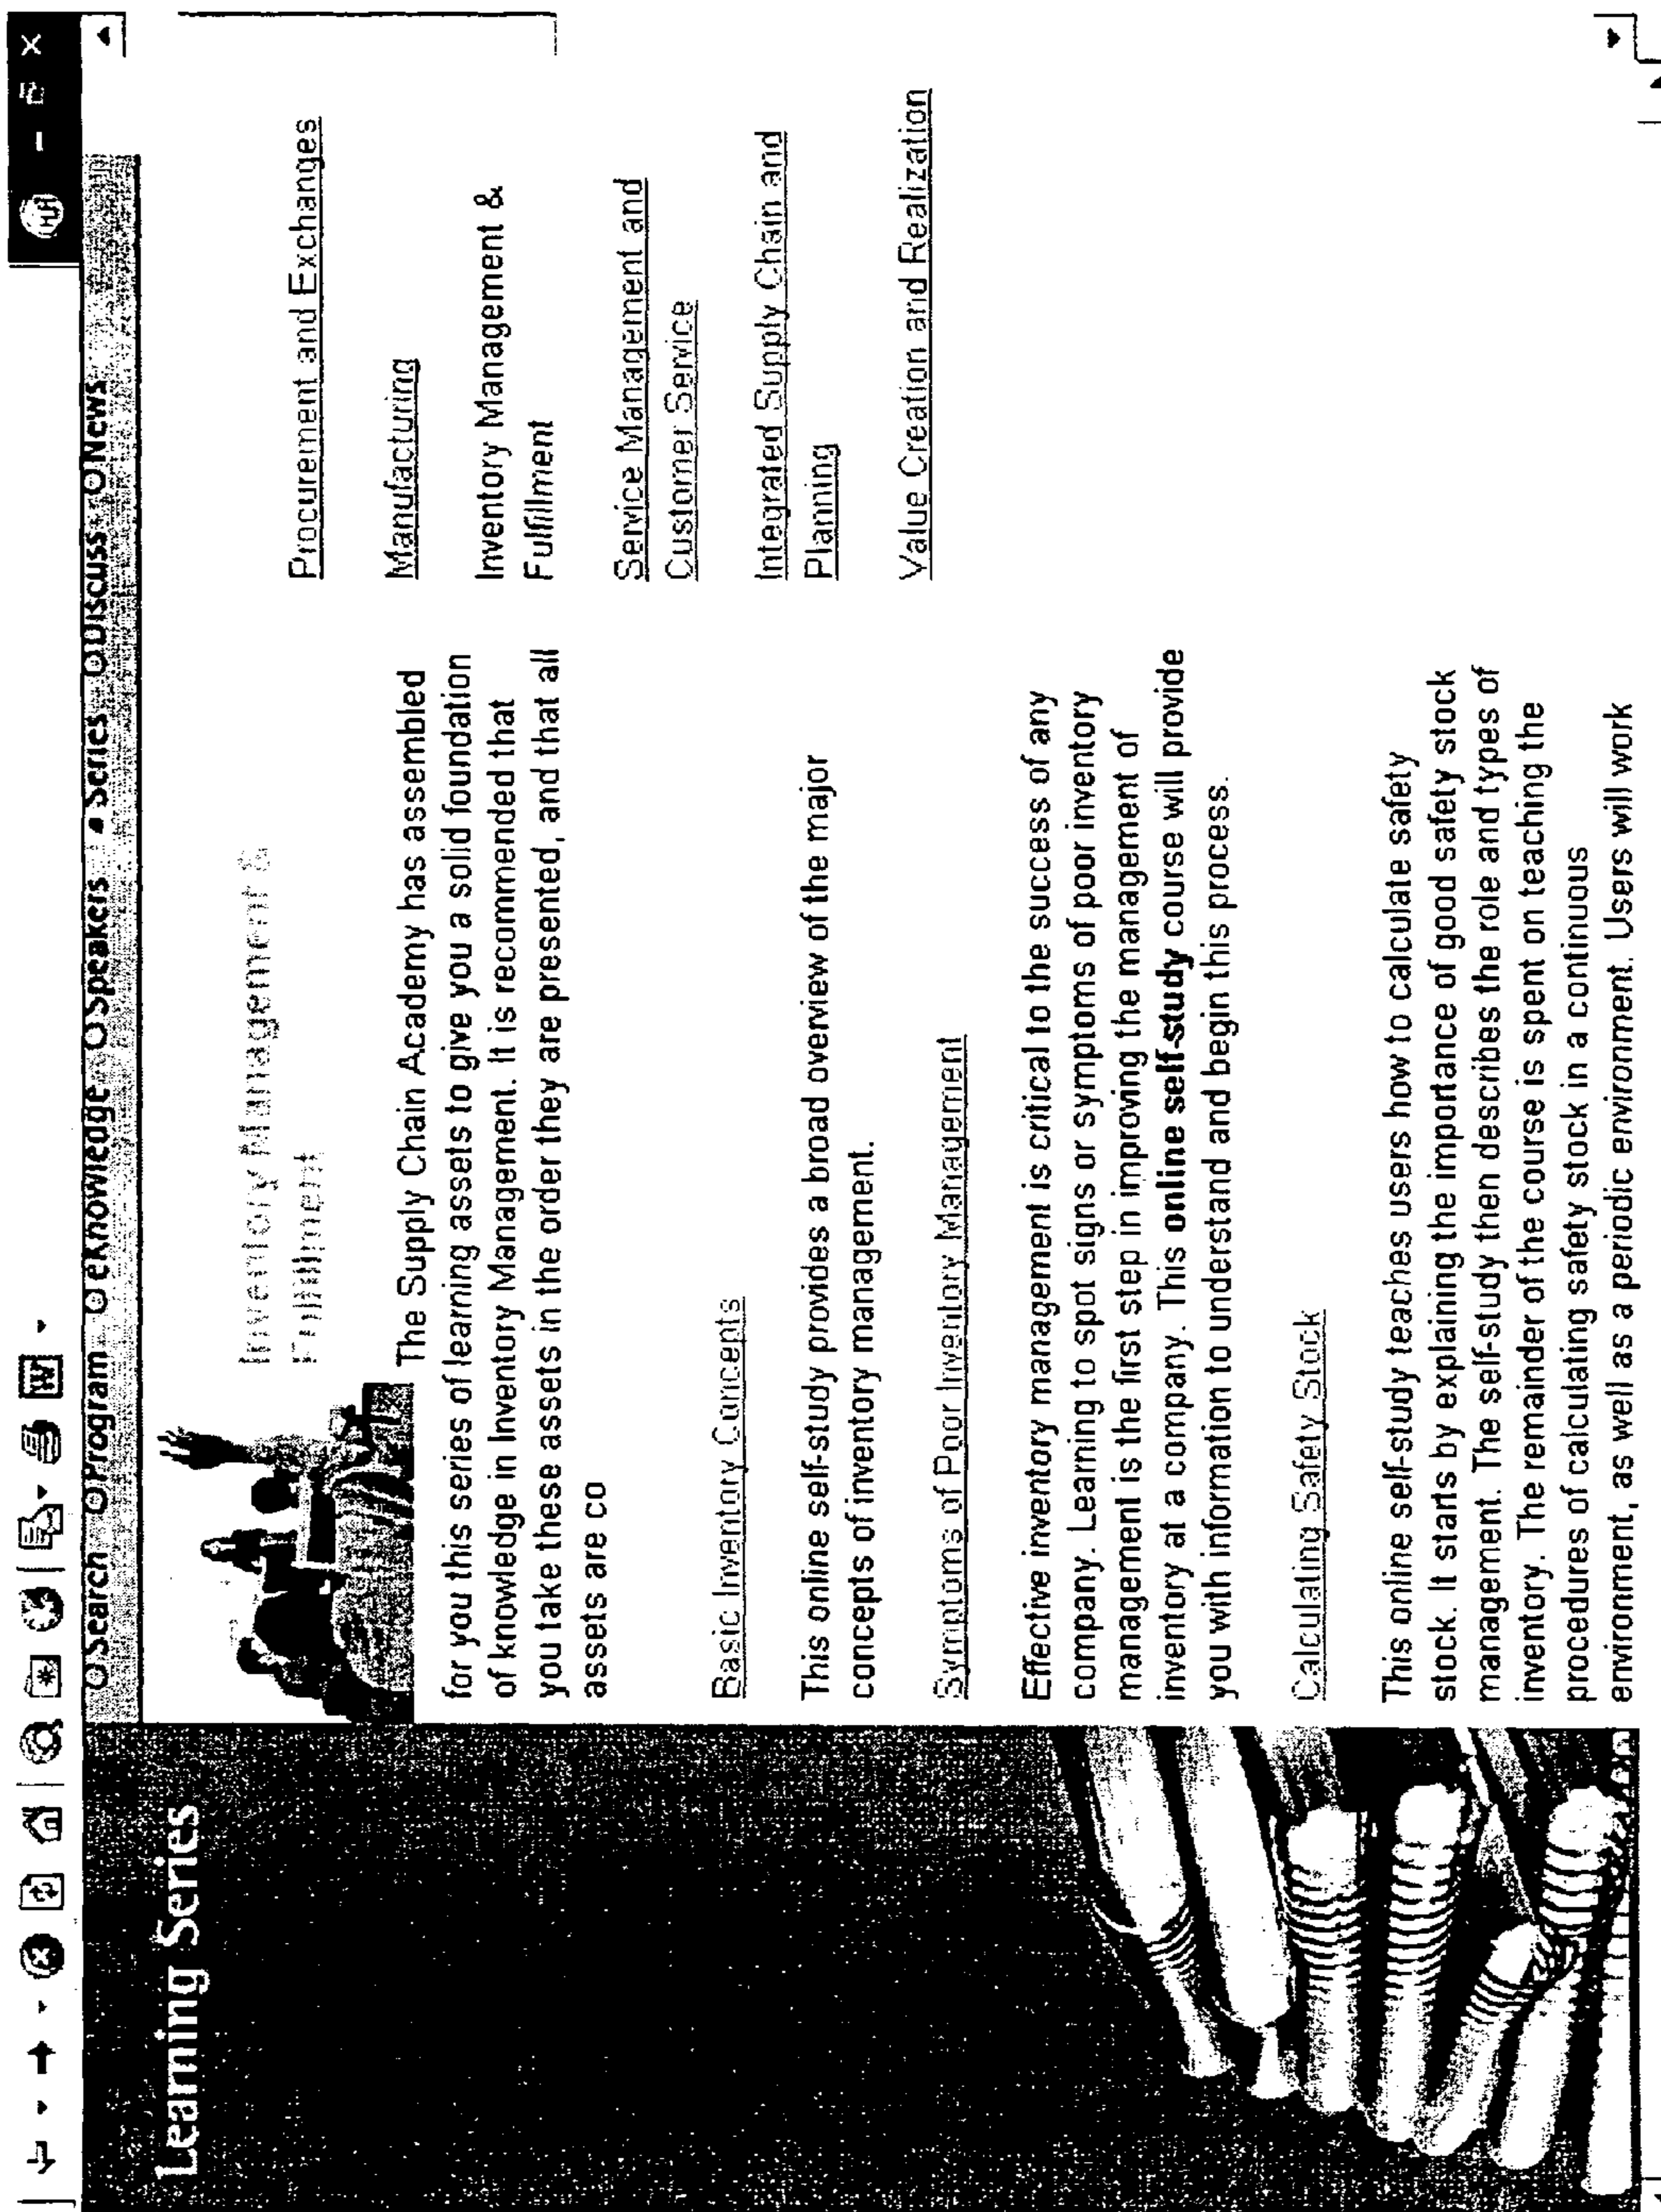 Search Program eKnowledge Speakers Series Discuss News
Learning Series
Inventory Management &
Fulfillment
The Supply Chain Academy has assembled
for you this series of learning assets to give you a solid foundation
of knowledge in Inventory Management. It is recommended that
you take these assets in the order they are presented, and that all
assets are co
Basic Inventory Concepts
This online self-study provides a broad overview of the major
concepts of inventory management.
Symptoms of Poor Inventory Management
Effective inventory management is critical to the success of any
company. Learning to spot signs or symptoms of poor inventory
management is the first step in improving the management of
inventory at a company. This online self-study course will provide
you with information to understand and begin this process.
Calculating Safety Stock
This online self-study teaches users how to calculate safety
stock. It starts by explaining the importance of good safety stock
management. The self-study then describes the role and types of
inventory. The remainder of the course is spent on teaching the
procedures of calculating safety stock in a continuous
environment, as well as a periodic environment. Users will work
Procurement and Exchanges
Manufacturing
Inventory Management &
Fulfillment
Service Management and
Customer Service
Integrated Supply Chain and
Planning
Value Creation and Realization